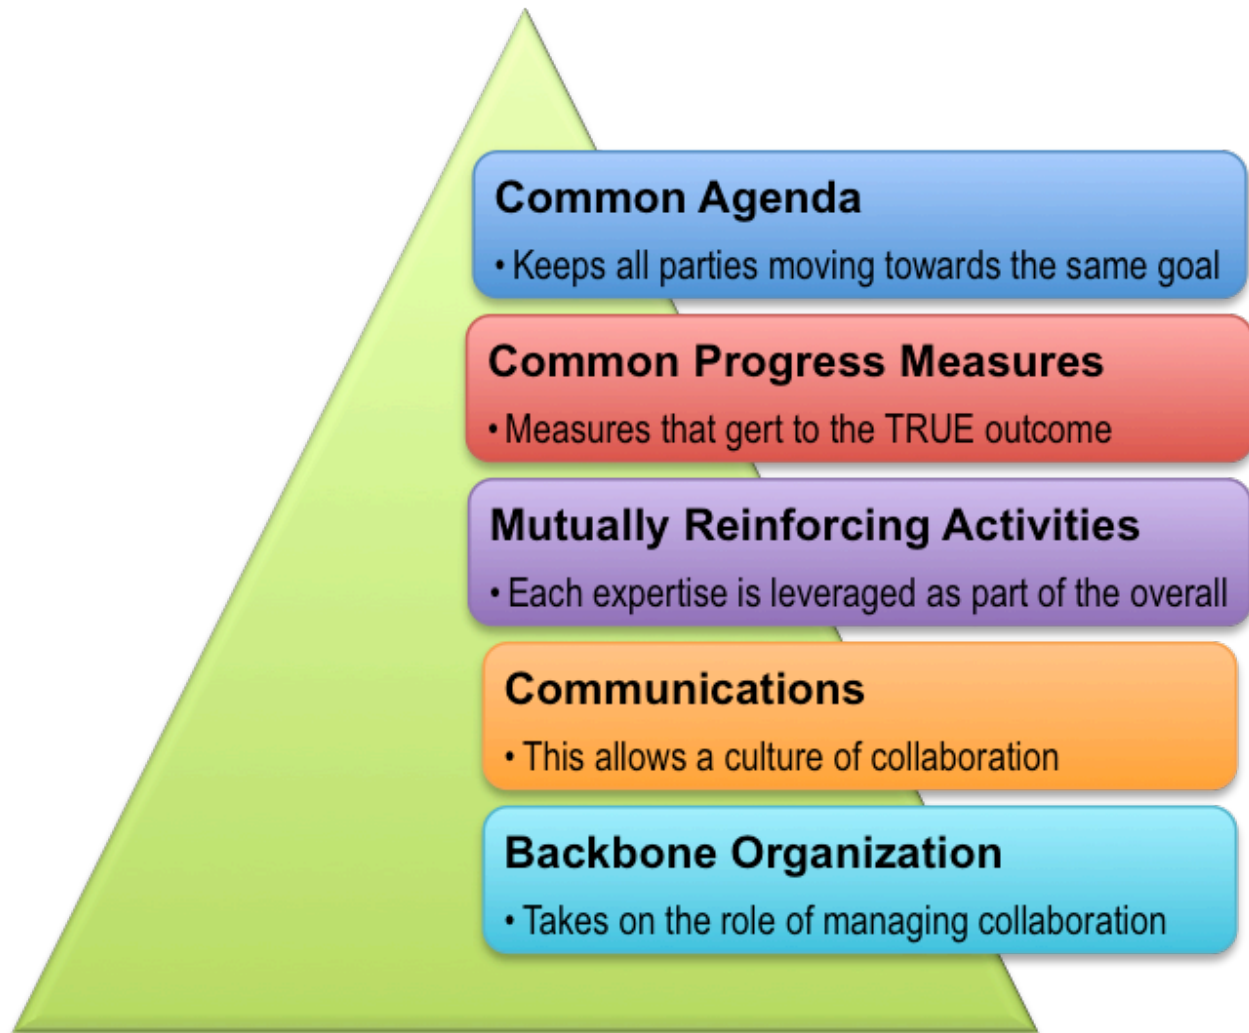 Common Agenda
• Keeps all parties moving towards the same goal
Common Progress Measures
• Measures that gert to the TRUE outcome
Mutually Reinforcing Activities
• Each expertise is leveraged as part of the overall
Communications
• This allows a culture of collaboration
Backbone Organization
• Takes on the role of managing collaboration